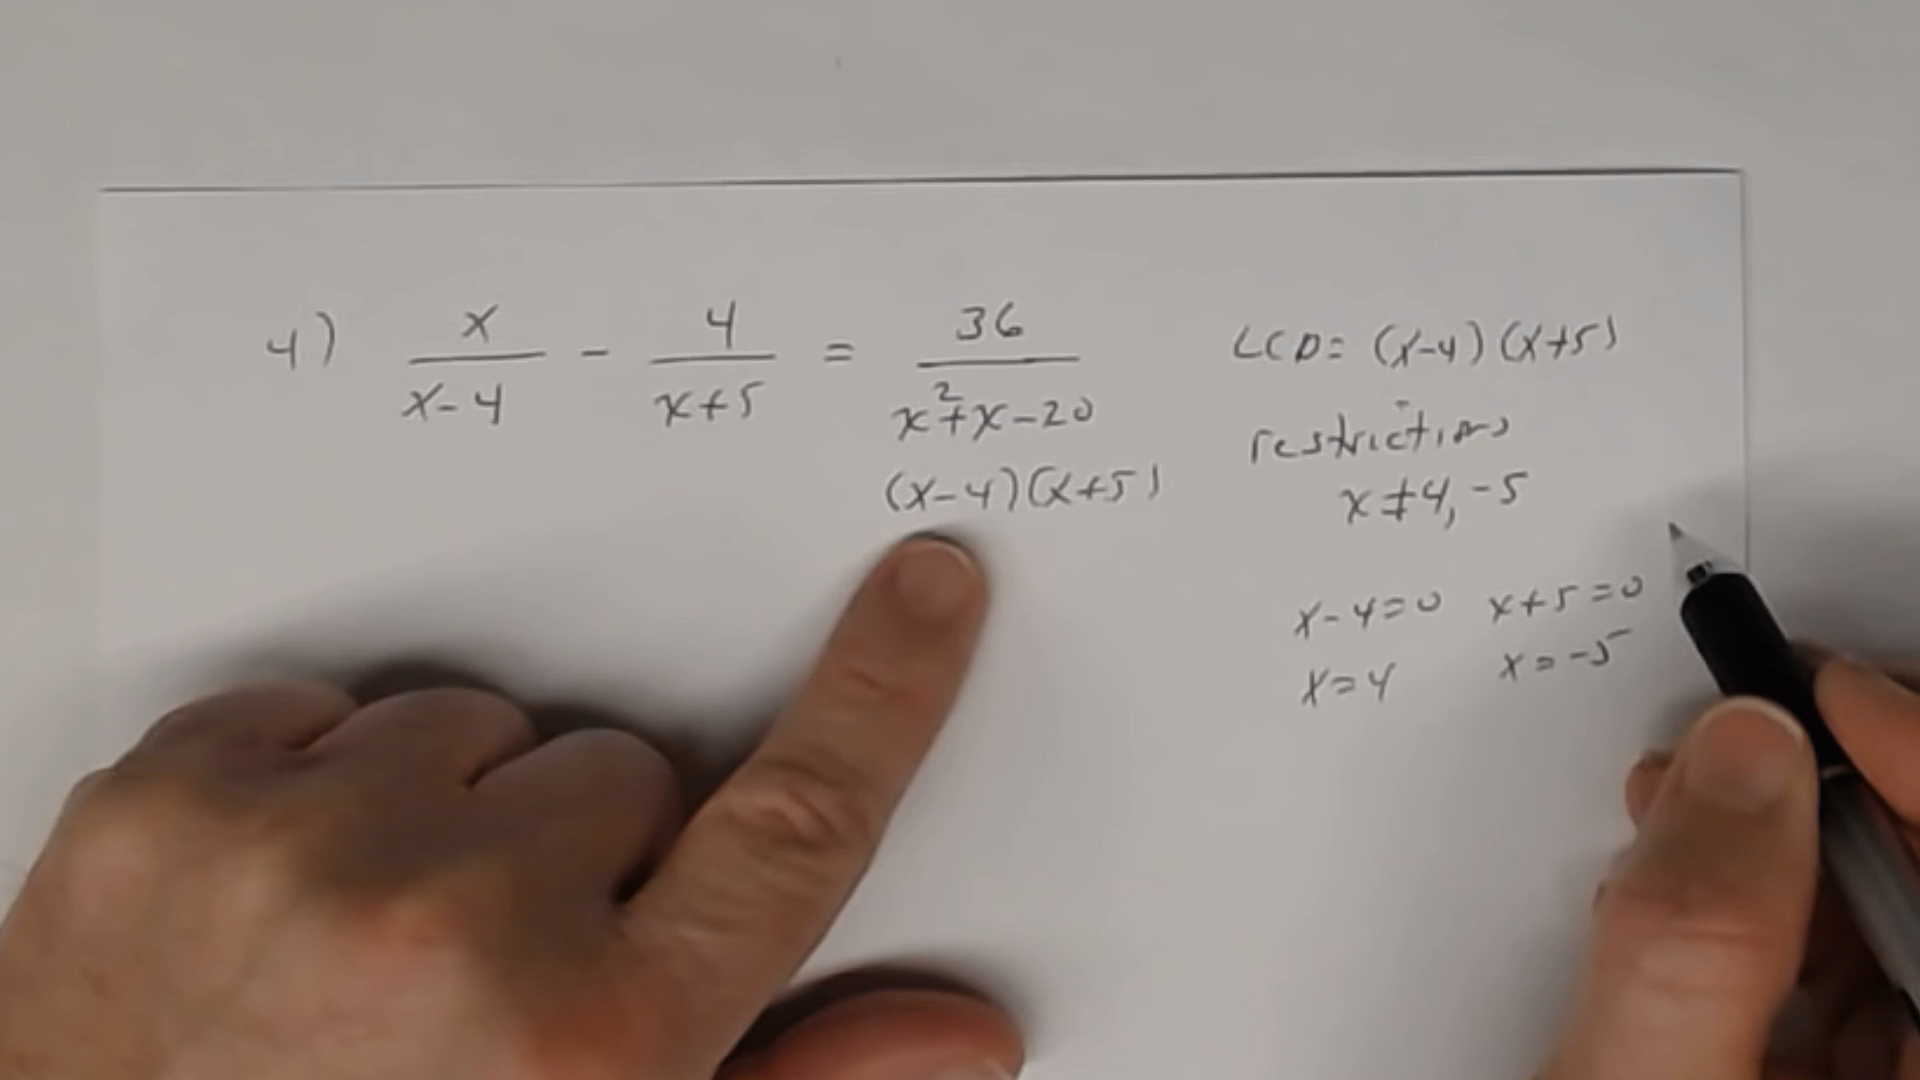 4) x/(x-4) - 4/(x+5) = 36/(x²+x-20)
(x-4)(x+5)
LCD= (x-4)(x+5)
restrictions
x≠4, -5
x-4=0 x+5=0
x=4 x=-5